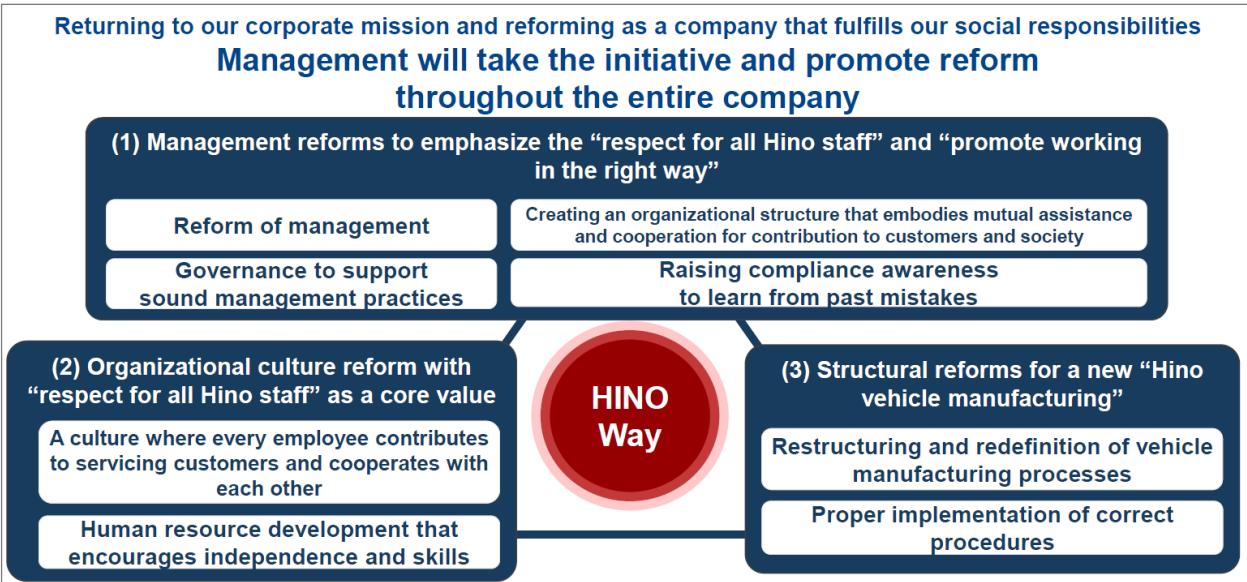 Returning to our corporate mission and reforming as a company that fulfills our social responsibilities
Management will take the initiative and promote reform
throughout the entire company
(1) Management reforms to emphasize the “respect for all Hino staff” and “promote working
in the right way”
Reform of management
Creating an organizational structure that embodies mutual assistance
and cooperation for contribution to customers and society
Governance to support
sound management practices
Raising compliance awareness
to learn from past mistakes
(2) Organizational culture reform with
“respect for all Hino staff” as a core value
A culture where every employee contributes
to servicing customers and cooperates with
each other
Human resource development that
encourages independence and skills
HINO
Way
(3) Structural reforms for a new “Hino
vehicle manufacturing”
Restructuring and redefinition of vehicle
manufacturing processes
Proper implementation of correct
procedures